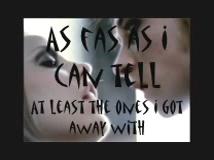 AS FAS AS i
CAN TELL
AT LEAST THE ONES i GOT
AWAY WiTH